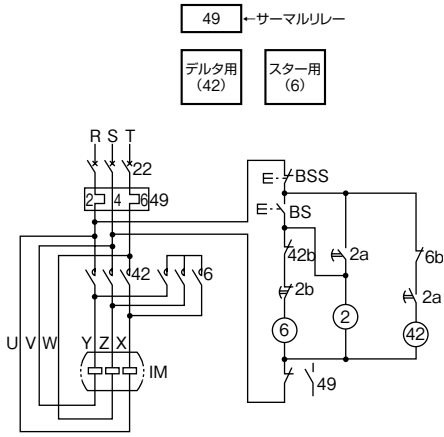 49
←サーマルリレー
デルタ用
(42)
スター用
(6)
R S T
22
2 4 6 49
BSS
BS
42b
2a
6b
2b
2a
42 6
6
2
42
U V W Y Z X
IM
49